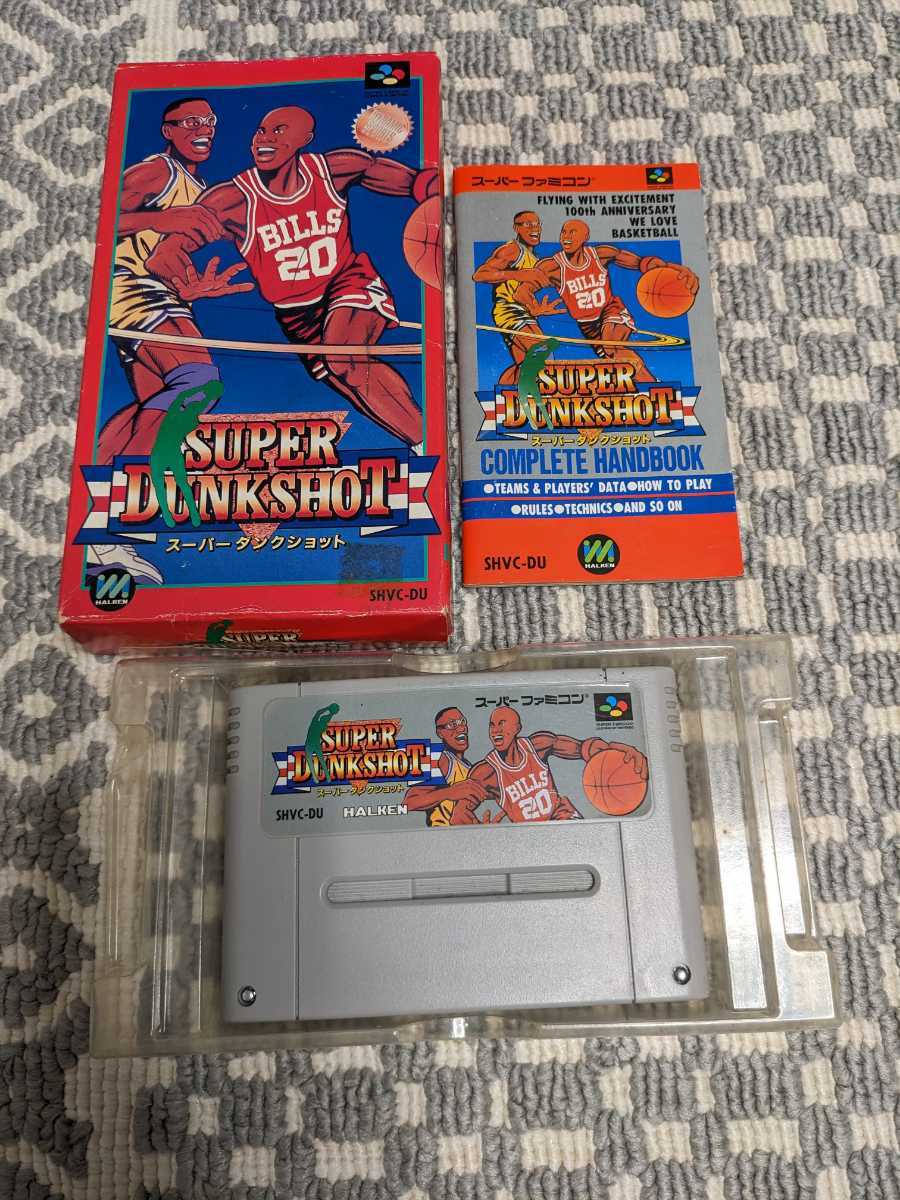 BILLS
20
SUPER
DUNKSHOT
スーパーダンクショット
HALKEN
SHVC-DU
SUPER
スーパーファミコン
FLYING WITH EXCITEMENT
100th ANNIVERSARY
WE LOVE
BASKETBALL
BILLS
20
SUPER
DUNKSHOT
スーパーダンクショット
COMPLETE HANDBOOK
●TEAMS & PLAYERS' DATA●HOW TO PLAY
●RULES●TECHNICS●AND SO ON
SHVC-DU
HALKEN
スーパーファミコン
SUPER
DUNKSHOT
スーパーダンクショット
SHVC-DU HALKEN
BILLS
20